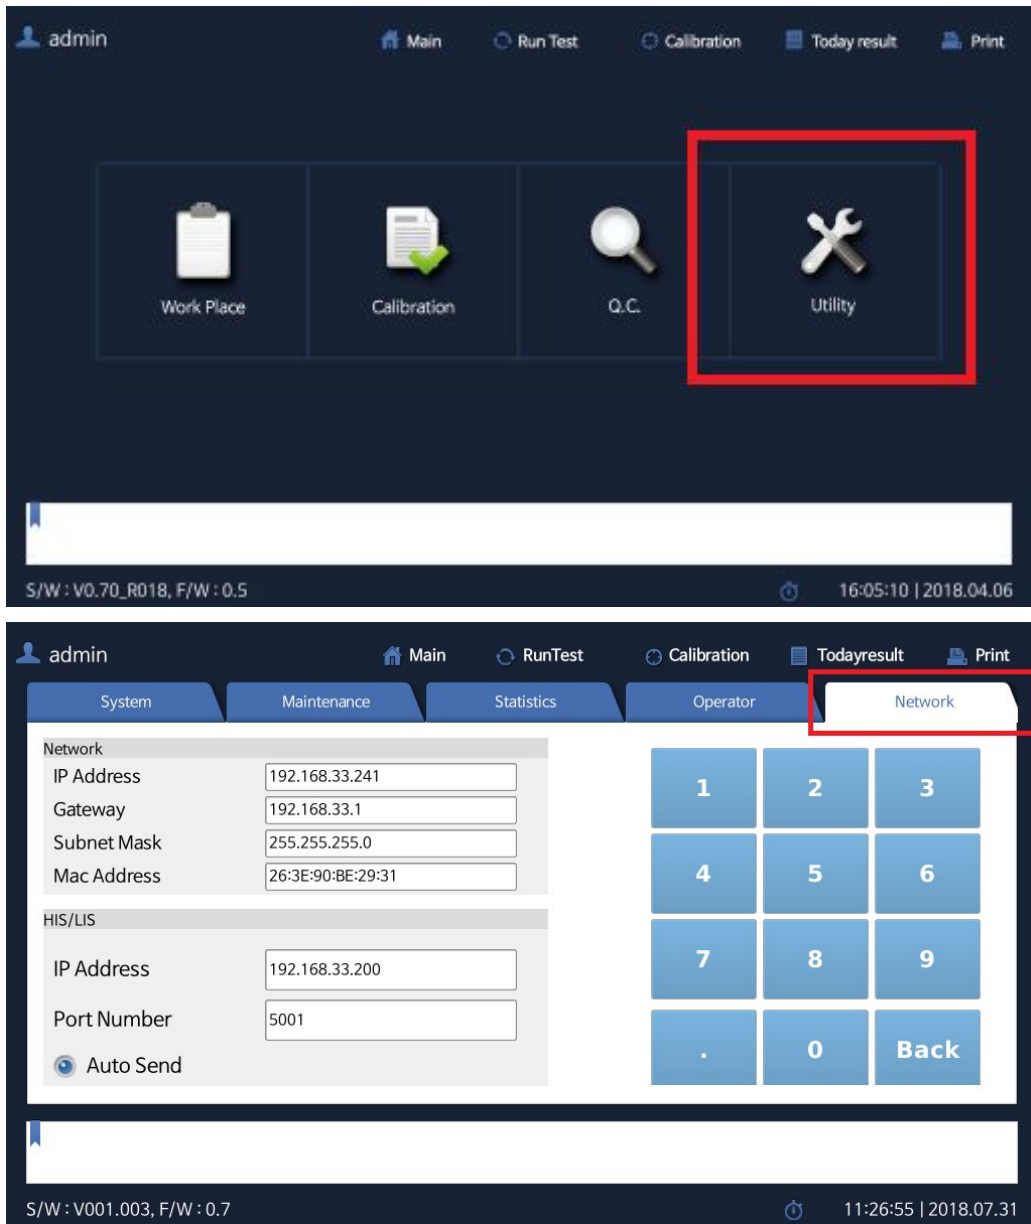 admin Main Run Test Calibration Today result Print
Work Place Calibration Q.C. Utility
S/W : V0.70_R018, F/W : 0.5 16:05:10 | 2018.04.06
admin Main RunTest Calibration Todayresult Print
System Maintenance Statistics Operator Network
Network
IP Address 192.168.33.241
Gateway 192.168.33.1
Subnet Mask 255.255.255.0
Mac Address 26:3E:90:BE:29:31
HIS/LIS
IP Address 192.168.33.200
Port Number 5001
Auto Send
1 2 3
4 5 6
7 8 9
. 0 Back
S/W : V001.003, F/W : 0.7 11:26:55 | 2018.07.31